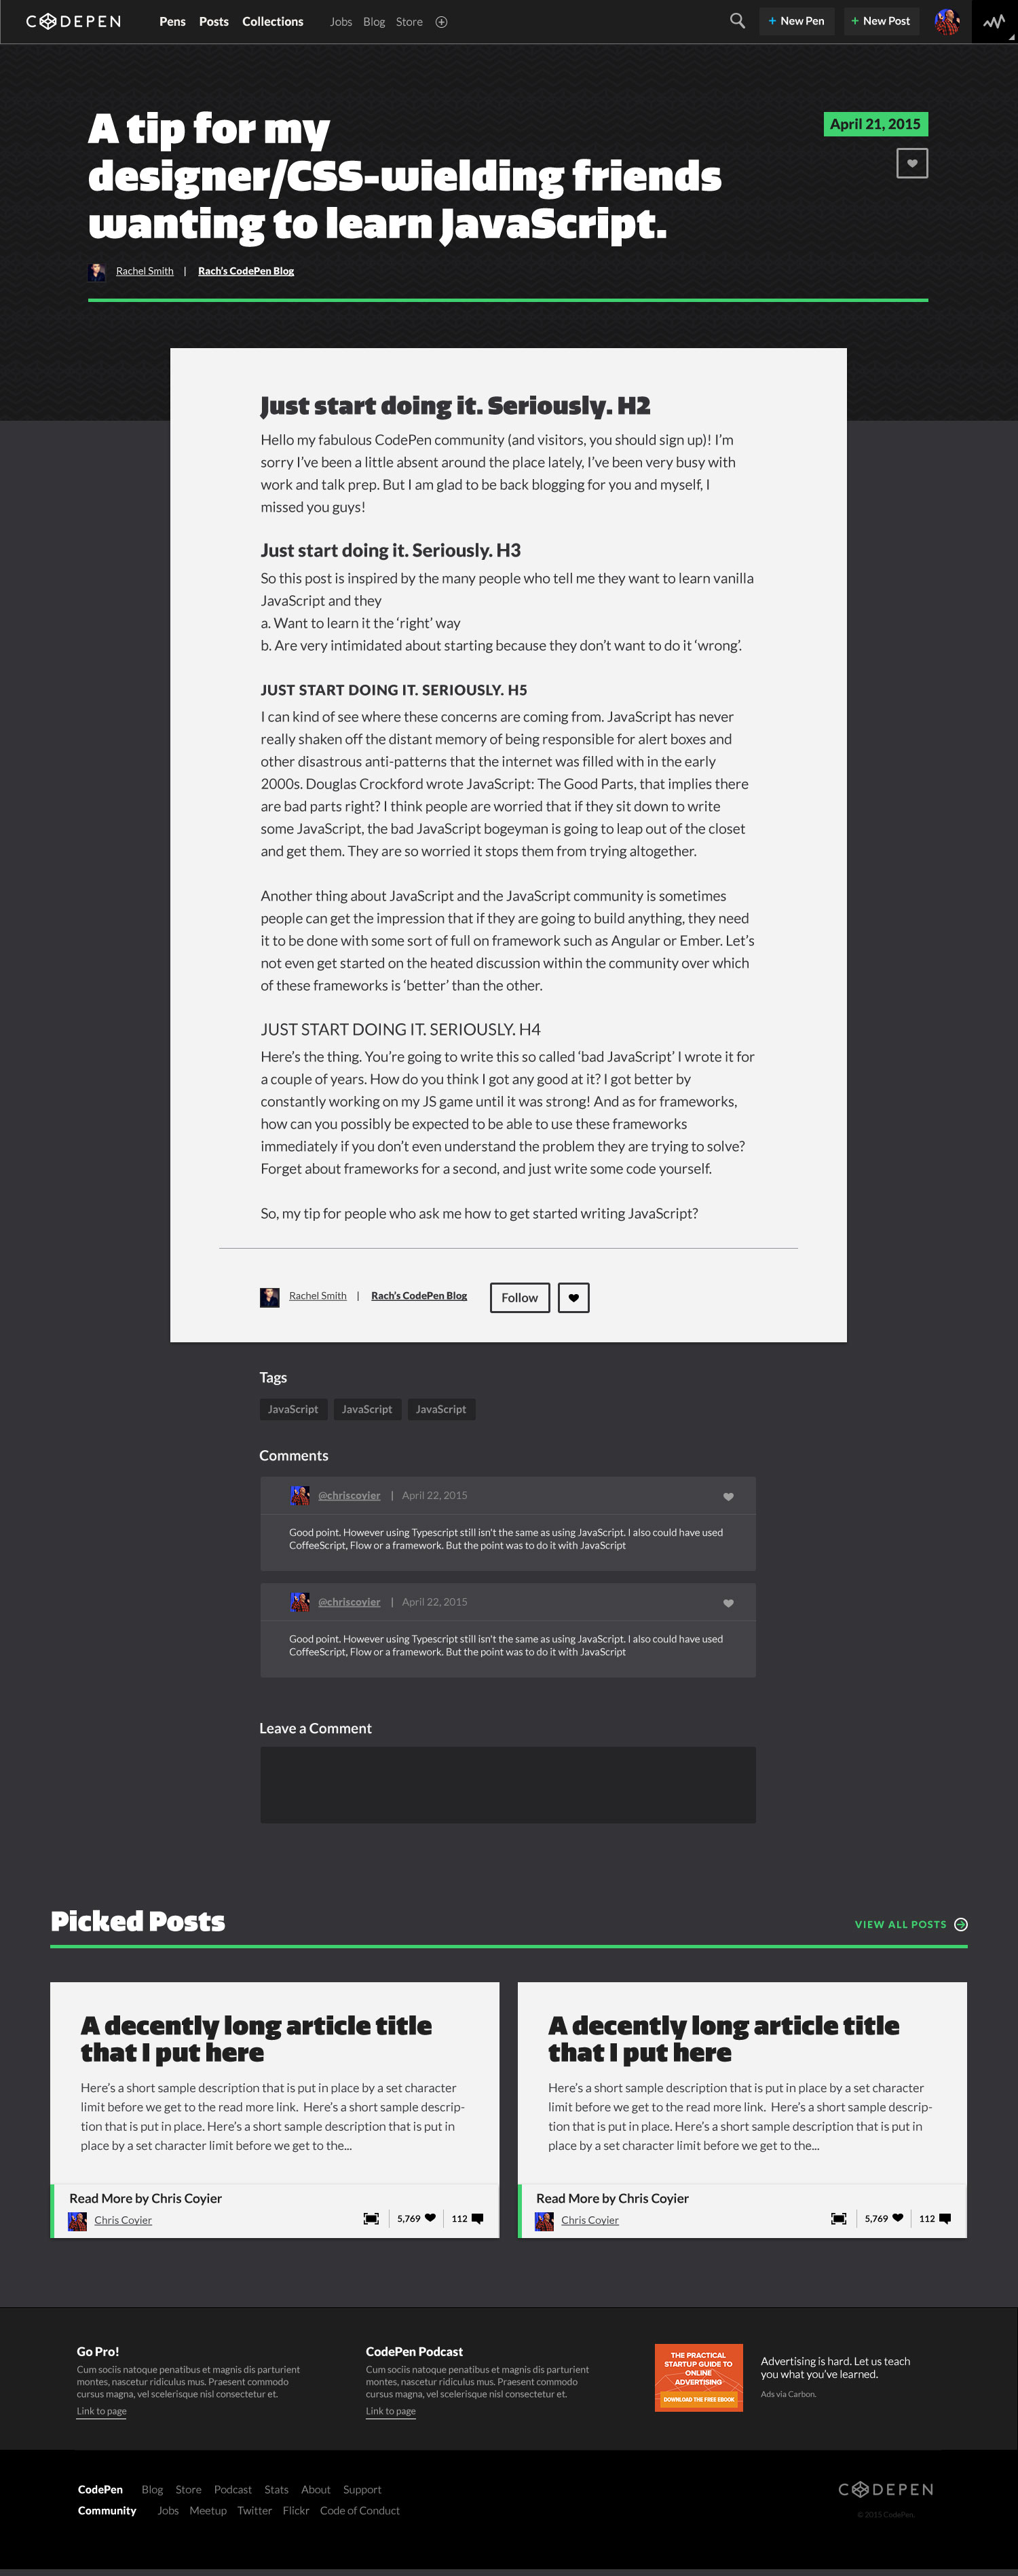 CODEPEN Pens Posts Collections Jobs Blog Store + New Pen + New Post
A tip for my
designer/CSS-wielding friends
wanting to learn JavaScript.
April 21, 2015
Rachel Smith | Rach's CodePen Blog
Just start doing it. Seriously. H2
Hello my fabulous CodePen community (and visitors, you should sign up)! I'm
sorry I've been a little absent around the place lately, I've been very busy with
work and talk prep. But I am glad to be back blogging for you and myself, I
missed you guys!
Just start doing it. Seriously. H3
So this post is inspired by the many people who tell me they want to learn vanilla
JavaScript and they
a. Want to learn it the ‘right’ way
b. Are very intimidated about starting because they don’t want to do it ‘wrong’.
JUST START DOING IT. SERIOUSLY. H5
I can kind of see where these concerns are coming from. JavaScript has never
really shaken off the distant memory of being responsible for alert boxes and
other disastrous anti-patterns that the internet was filled with in the early
2000s. Douglas Crockford wrote JavaScript: The Good Parts, that implies there
are bad parts right? I think people are worried that if they sit down to write
some JavaScript, the bad JavaScript bogeyman is going to leap out of the closet
and get them. They are so worried it stops them from trying altogether.
Another thing about JavaScript and the JavaScript community is sometimes
people can get the impression that if they are going to build anything, they need
it to be done with some sort of full on framework such as Angular or Ember. Let’s
not even get started on the heated discussion within the community over which
of these frameworks is ‘better’ than the other.
JUST START DOING IT. SERIOUSLY. H4
Here’s the thing. You’re going to write this so called ‘bad JavaScript’ I wrote it for
a couple of years. How do you think I got any good at it? I got better by
constantly working on my JS game until it was strong! And as for frameworks,
how can you possibly be expected to be able to use these frameworks
immediately if you don’t even understand the problem they are trying to solve?
Forget about frameworks for a second, and just write some code yourself.
So, my tip for people who ask me how to get started writing JavaScript?
Rachel Smith | Rach's CodePen Blog Follow
Tags
JavaScript JavaScript JavaScript
Comments
@chriscovier | April 22, 2015
Good point. However using Typescript still isn't the same as using JavaScript. I also could have used
CoffeeScript, Flow or a framework. But the point was to do it with JavaScript
@chriscovier | April 22, 2015
Good point. However using Typescript still isn't the same as using JavaScript. I also could have used
CoffeeScript, Flow or a framework. But the point was to do it with JavaScript
Leave a Comment
Picked Posts
VIEW ALL POSTS
A decently long article title
that I put here
Here’s a short sample description that is put in place by a set character
limit before we get to the read more link. Here’s a short sample descrip-
tion that is put in place. Here’s a short sample description that is put in
place by a set character limit before we get to the...
Read More by Chris Coyier
Chris Covier 5,769 112
A decently long article title
that I put here
Here’s a short sample description that is put in place by a set character
limit before we get to the read more link. Here’s a short sample descrip-
tion that is put in place. Here’s a short sample description that is put in
place by a set character limit before we get to the...
Read More by Chris Coyier
Chris Covier 5,769 112
Go Pro!
Cum sociis natoque penatibus et magnis dis parturient
montes, nascetur ridiculus mus. Praesent commodo
cursus magna, vel scelerisque nisl consectetur et.
Link to page
CodePen Podcast
Cum sociis natoque penatibus et magnis dis parturient
montes, nascetur ridiculus mus. Praesent commodo
cursus magna, vel scelerisque nisl consectetur et.
Link to page
THE PRACTICAL
STARTUP GUIDE TO
ONLINE
ADVERTISING
DOWNLOAD THE FREE EBOOK
Advertising is hard. Let us teach
you what you've learned.
Ads via Carbon.
CodePen Blog Store Podcast Stats About Support
Community Jobs Meetup Twitter Flickr Code of Conduct
CODEPEN
© 2015 CodePen.